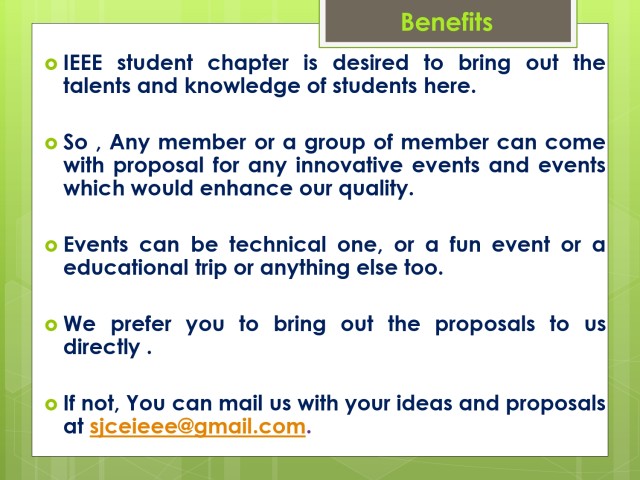 Benefits
IEEE student chapter is desired to bring out the
talents and knowledge of students here.
So , Any member or a group of member can come
with proposal for any innovative events and events
which would enhance our quality.
Events can be technical one, or a fun event or a
educational trip or anything else too.
We prefer you to bring out the proposals to us
directly .
If not, You can mail us with your ideas and proposals
at sjceieee@gmail.com.